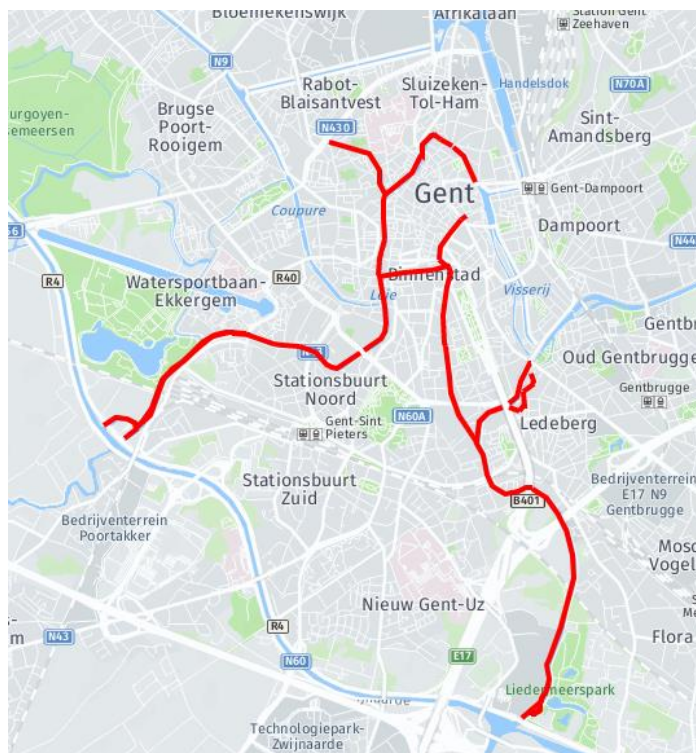 Bloemekenswijk
Afrikalaan
Station Gent
Zeehaven
N9
Rabot-
Blaisantvest
Sluizeken-
Tol-Ham
Handelsdok
N70A
Brugse
Poort-
Rooigem
N430
Sint-
Amandsberg
Gent
Gent-Dampoort
Coupure
Dampoort
R4
Binnenstad
N44
Watersportbaan-
Ekkergem
R40
Leie
Visserij
Oud Gentbrugge
Stationsbuurt
Noord
Gentbrugge
N60A
Gent-Sint
Pieters
Ledeberg
Stationsbuurt
Zuid
Bedrijventerrein
E17 N9
Gentbrugge
B401
Bedrijventerrein
Poortakker
Nieuw Gent-Uz
R4
Flora
N43
E17
N60
Liedermeerspark
Technologiepark-
Zwijnaarde